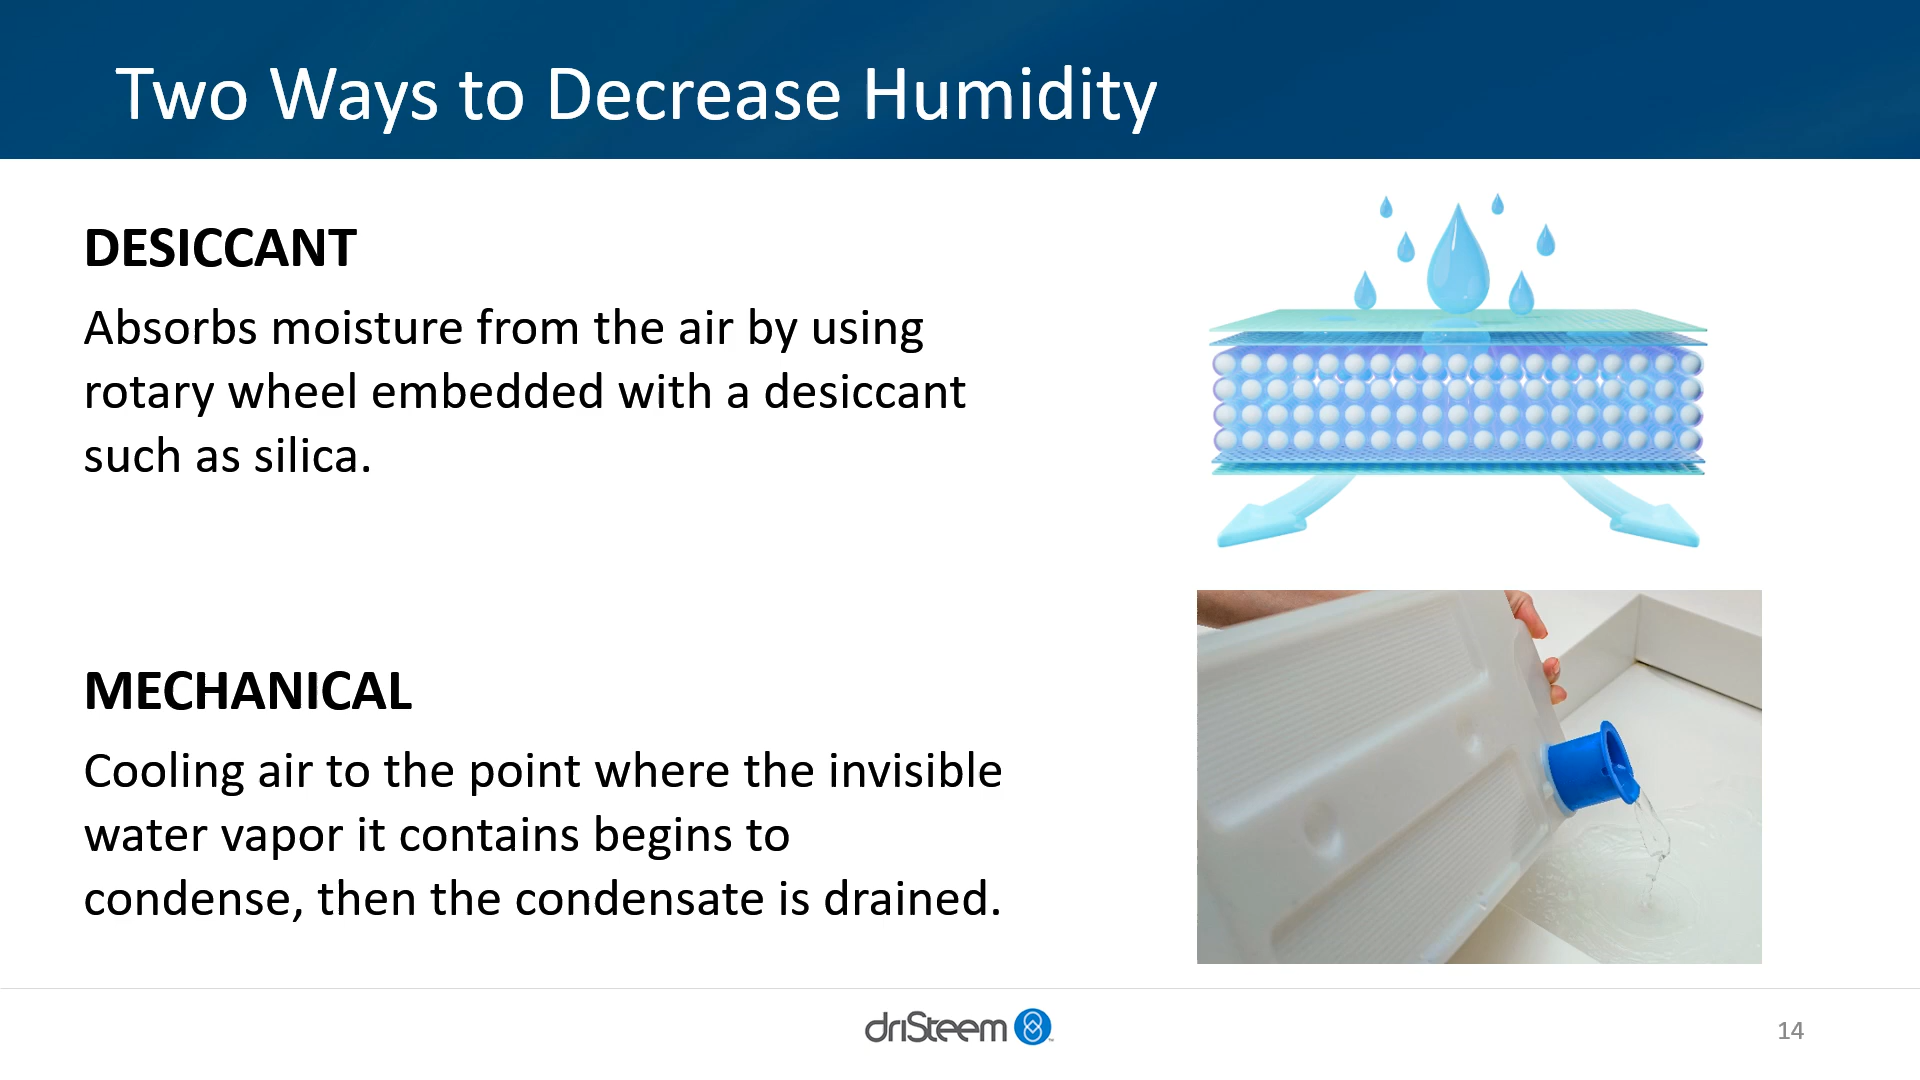 Two Ways to Decrease Humidity
DESICCANT
Absorbs moisture from the air by using
rotary wheel embedded with a desiccant
such as silica.
MECHANICAL
Cooling air to the point where the invisible
water vapor it contains begins to
condense, then the condensate is drained.
driSteem
14